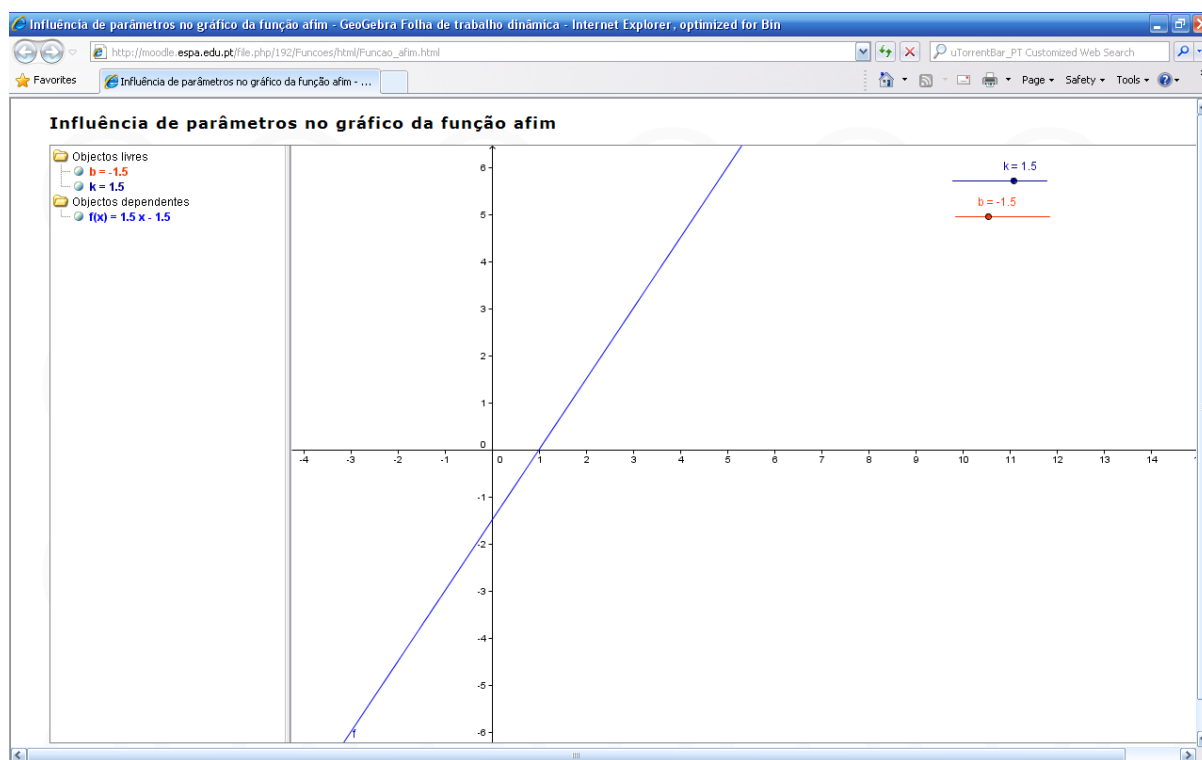 Influência de parâmetros no gráfico da função afim - GeoGebra Folha de trabalho dinâmica - Internet Explorer, optimized for Bin
http://moodle.espa.edu.pt/file.php/192/Funcoes/html/Funcao_afim.html
uTorrentBar_PT Customized Web Search
Favorites
Influência de parâmetros no gráfico da função afim - ...
Page
Safety
Tools
Influência de parâmetros no gráfico da função afim
Objectos livres
b = -1.5
k = 1.5
Objectos dependentes
f(x) = 1.5 x - 1.5
k = 1.5
b = -1.5
6
5
4
3
2
1
0
-4 -3 -2 -1 0 1 2 3 4 5 6 7 8 9 10 11 12 13 14
-1
-2
-3
-4
-5
-6
f